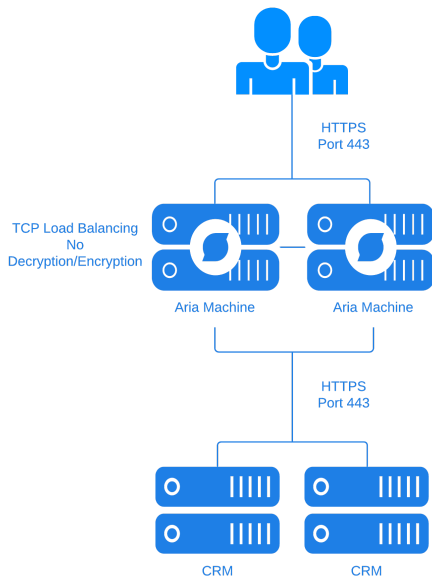 HTTPS
Port 443
TCP Load Balancing
No
Decryption/Encryption
Aria Machine
Aria Machine
HTTPS
Port 443
CRM
CRM